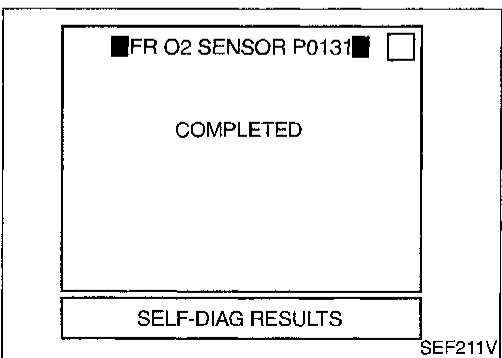 ■FR O2 SENSOR P0131■ □
COMPLETED
SELF-DIAG RESULTS
SEF211V